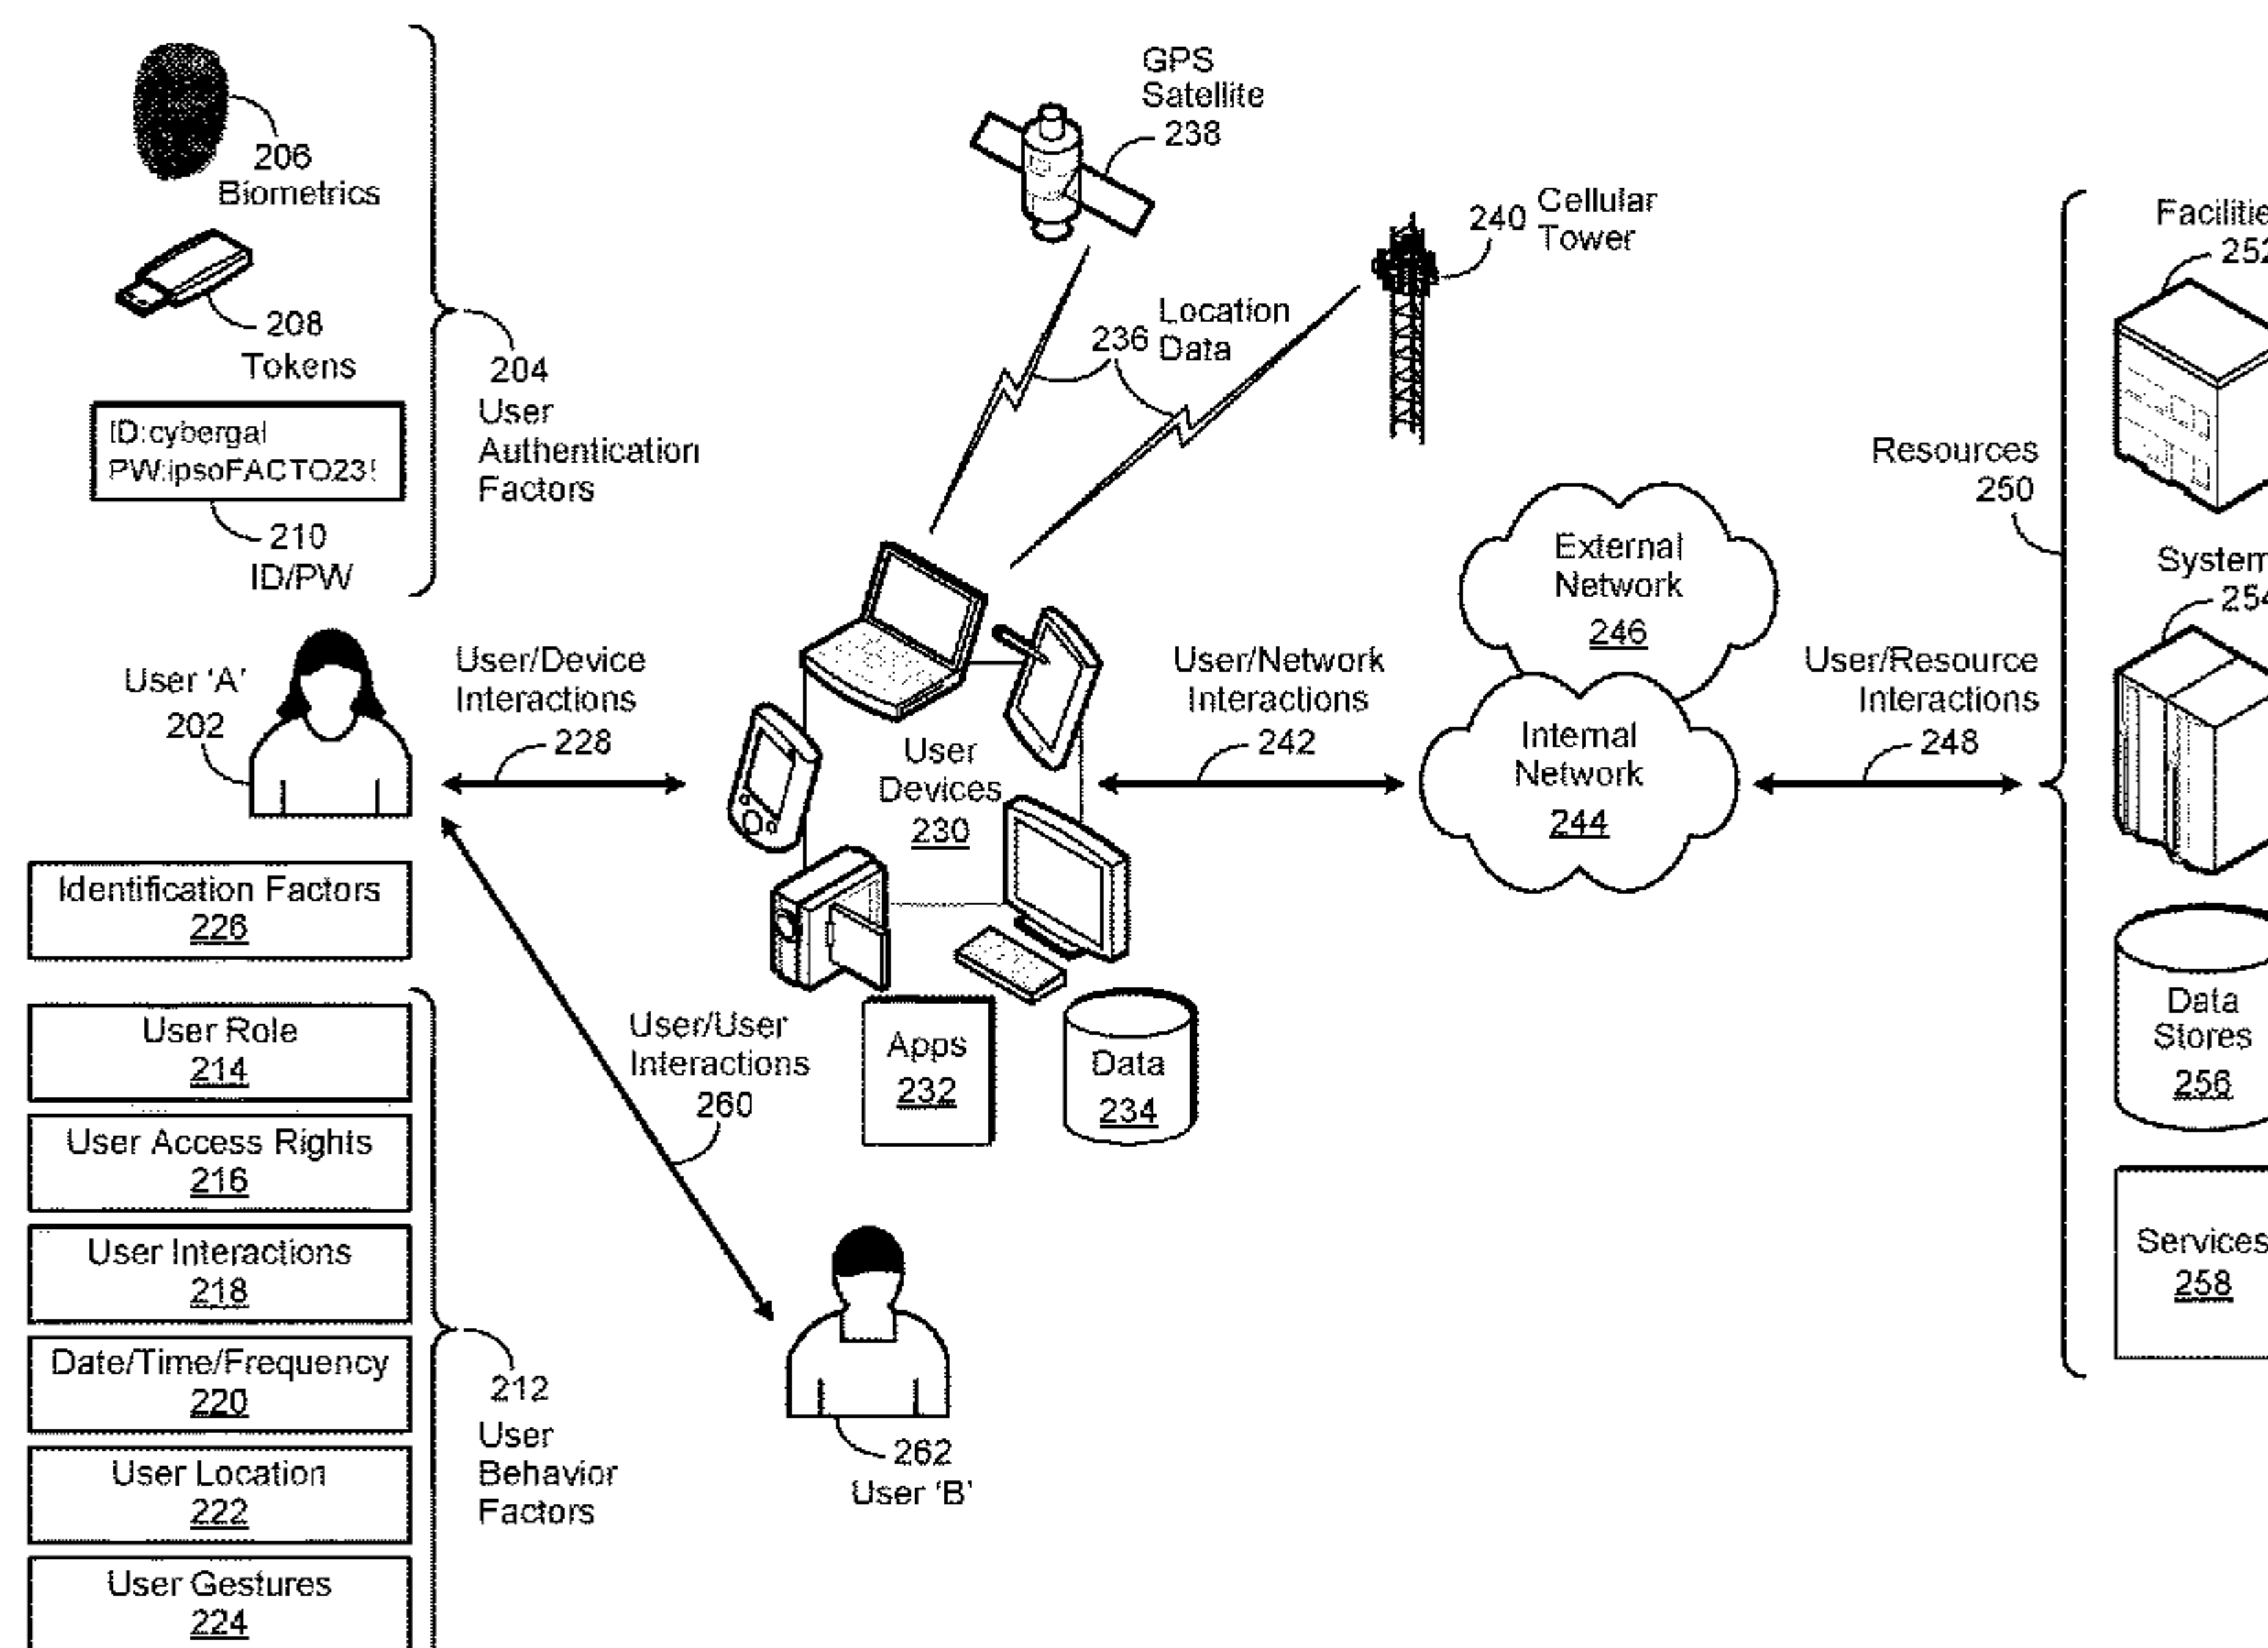 206
Biometrics
208
Tokens
ID:cybergal
PW:ipsoFACTO23!
210
ID/PW
204
User
Authentication
Factors
GPS
Satellite
238
240
Cellular
Tower
236
Location
Data
User 'A'
202
User/Device
Interactions
228
User
Devices
230
User/Network
Interactions
242
External
Network
246
Internal
Network
244
User/Resource
Interactions
248
Resources
250
Facilitie
252
System
254
Data
Stores
256
Services
258
Identification Factors
226
User Role
214
User Access Rights
216
User Interactions
218
Date/Time/Frequency
220
User Location
222
User Gestures
224
212
User
Behavior
Factors
User/User
Interactions
260
Apps
232
Data
234
262
User 'B'